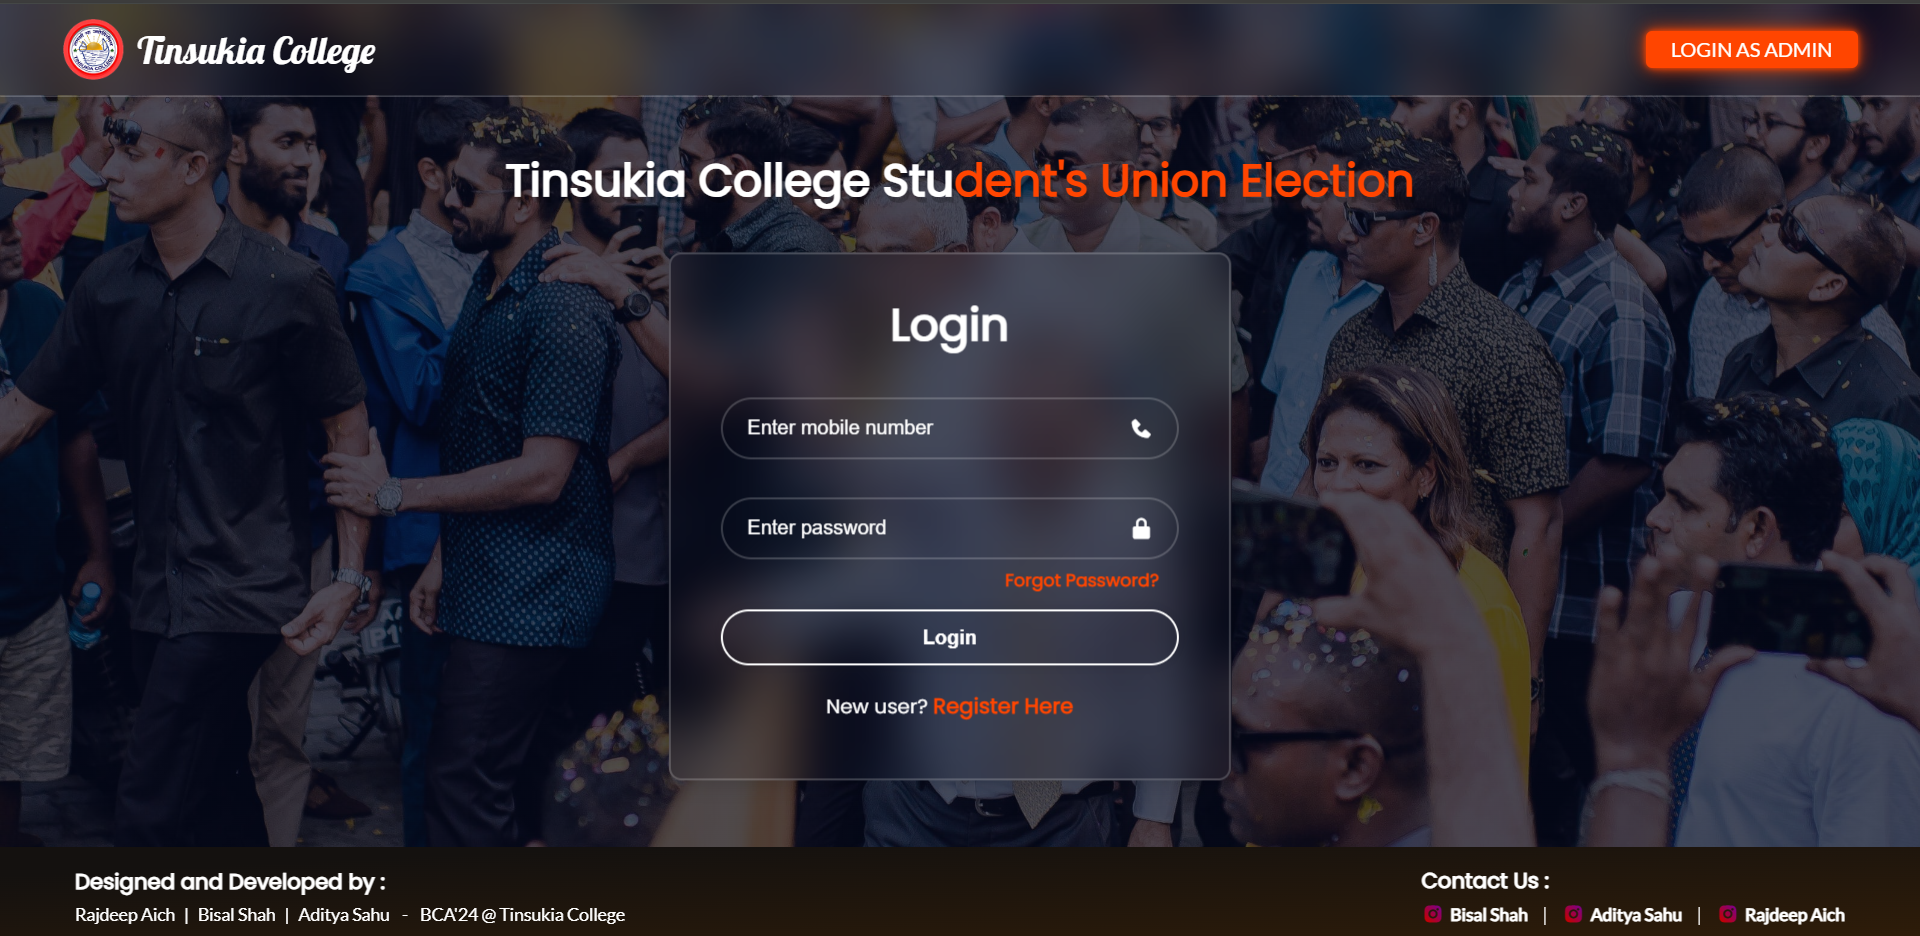 Tinsukia College
LOGIN AS ADMIN
Tinsukia College Student's Union Election
Login
Enter mobile number
Enter password
Forgot Password?
Login
New user? Register Here
Designed and Developed by :
Rajdeep Aich | Bisal Shah | Aditya Sahu - BCA'24 @ Tinsukia College
Contact Us :
Bisal Shah | Aditya Sahu | Rajdeep Aich